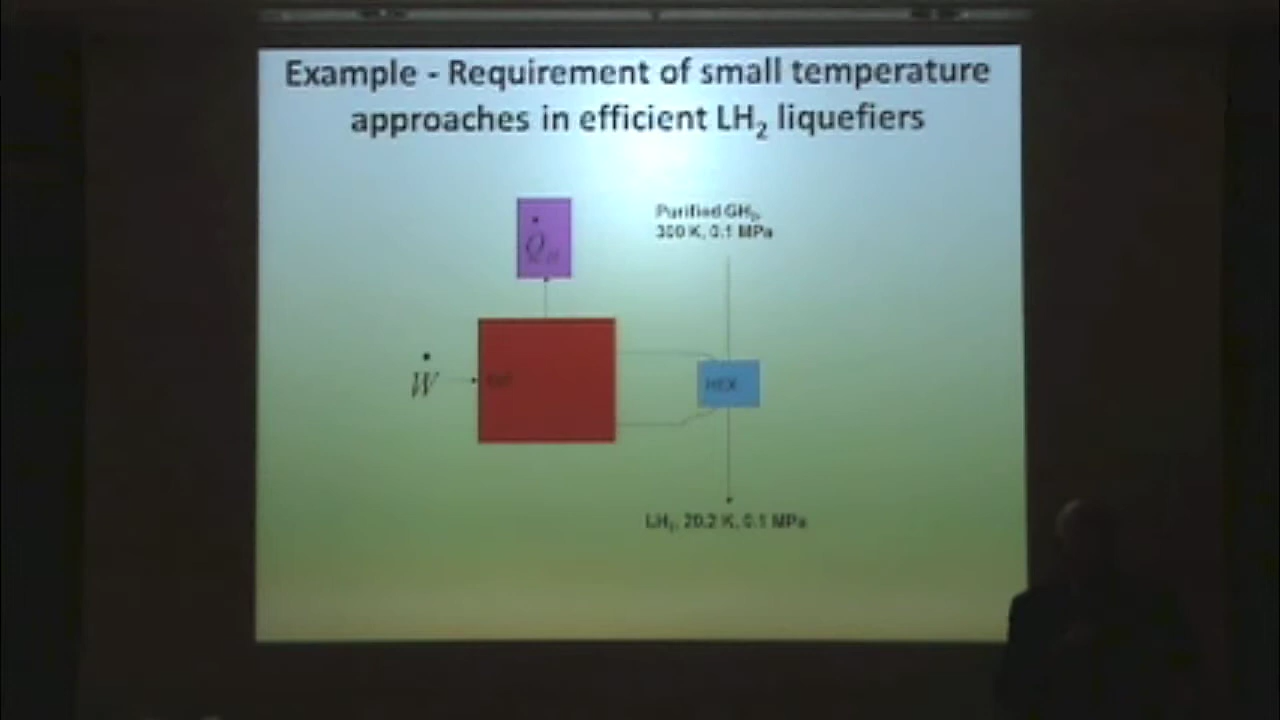 Example - Requirement of small temperature
approaches in efficient LH₂ liquefiers
Purified GH₂,
300 K, 0.1 MPa
Q̇
Ẇ
HEX
LH₂, 20.2 K, 0.1 MPa